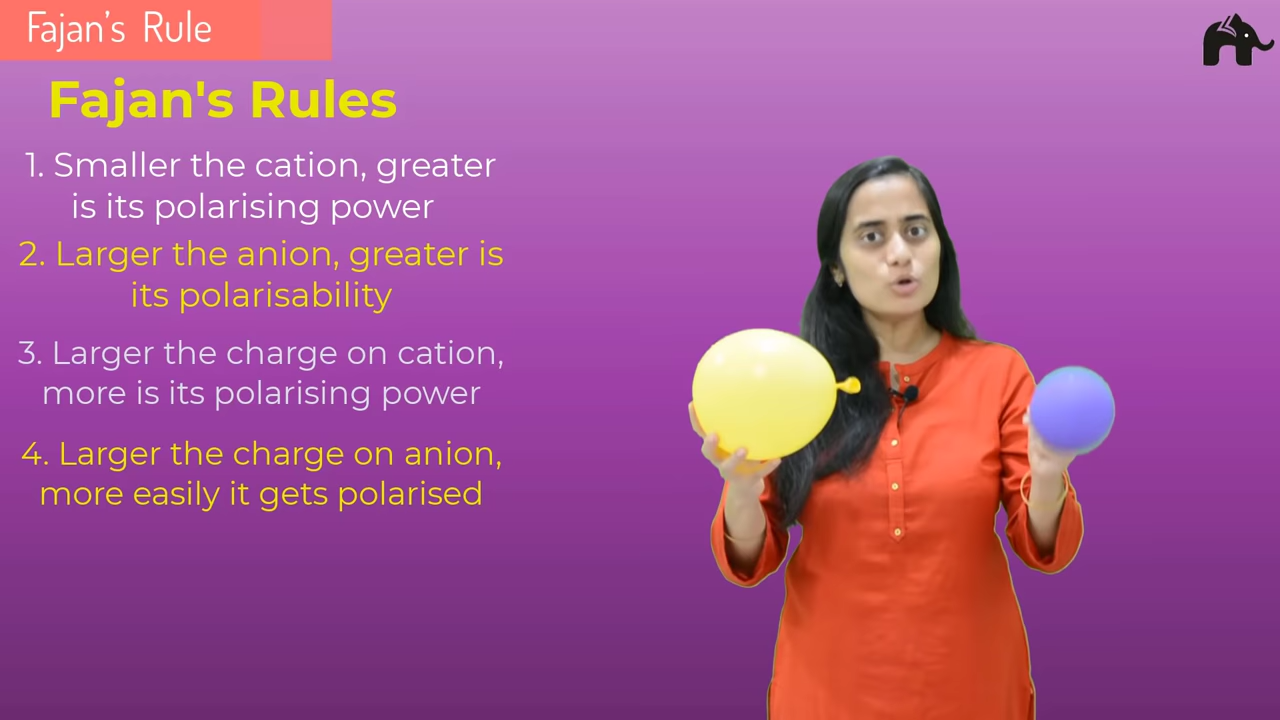 Fajan's Rule
Fajan's Rules
1. Smaller the cation, greater
is its polarising power
2. Larger the anion, greater is
its polarisability
3. Larger the charge on cation,
more is its polarising power
4. Larger the charge on anion,
more easily it gets polarised